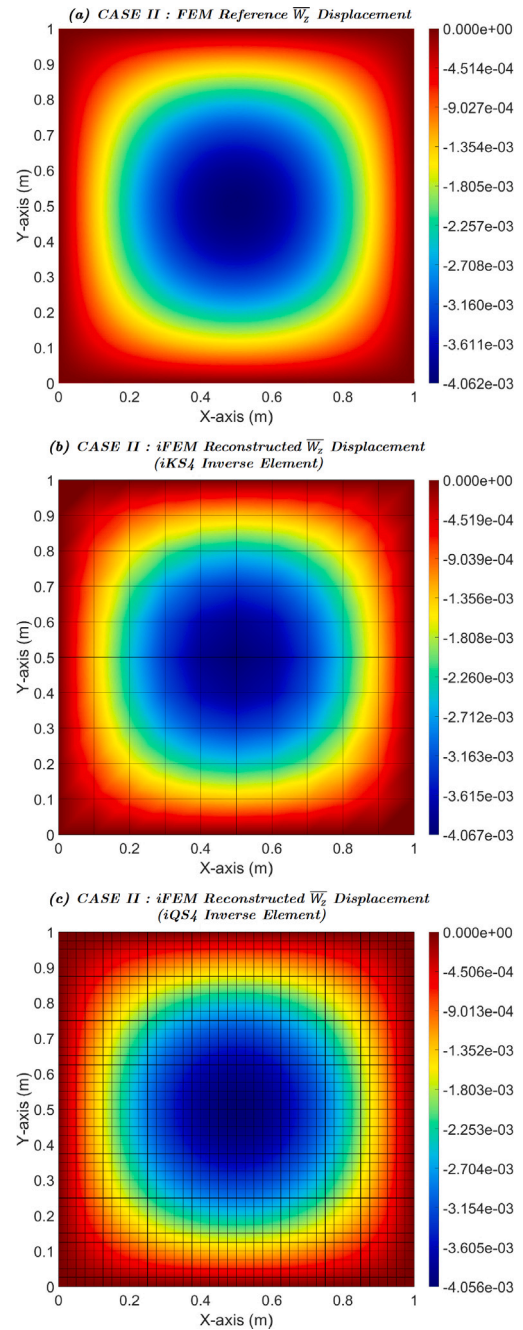 (a) CASE II : FEM Reference W̅z̅ Displacement
1
0.9
0.8
0.7
0.6
0.5
0.4
0.3
0.2
0.1
0
Y-axis (m)
0 0.2 0.4 0.6 0.8 1
X-axis (m)
0.000e+00
-4.514e-04
-9.027e-04
-1.354e-03
-1.805e-03
-2.257e-03
-2.708e-03
-3.160e-03
-3.611e-03
-4.062e-03
(b) CASE II : iFEM Reconstructed W̅z̅ Displacement
(iKS4 Inverse Element)
1
0.9
0.8
0.7
0.6
0.5
0.4
0.3
0.2
0.1
0
Y-axis (m)
0 0.2 0.4 0.6 0.8 1
X-axis (m)
0.000e+00
-4.519e-04
-9.039e-04
-1.356e-03
-1.808e-03
-2.260e-03
-2.712e-03
-3.163e-03
-3.615e-03
-4.067e-03
(c) CASE II : iFEM Reconstructed W̅z̅ Displacement
(iQS4 Inverse Element)
1
0.9
0.8
0.7
0.6
0.5
0.4
0.3
0.2
0.1
0
Y-axis (m)
0 0.2 0.4 0.6 0.8 1
X-axis (m)
0.000e+00
-4.506e-04
-9.013e-04
-1.352e-03
-1.803e-03
-2.253e-03
-2.704e-03
-3.155e-03
-3.605e-03
-4.056e-03